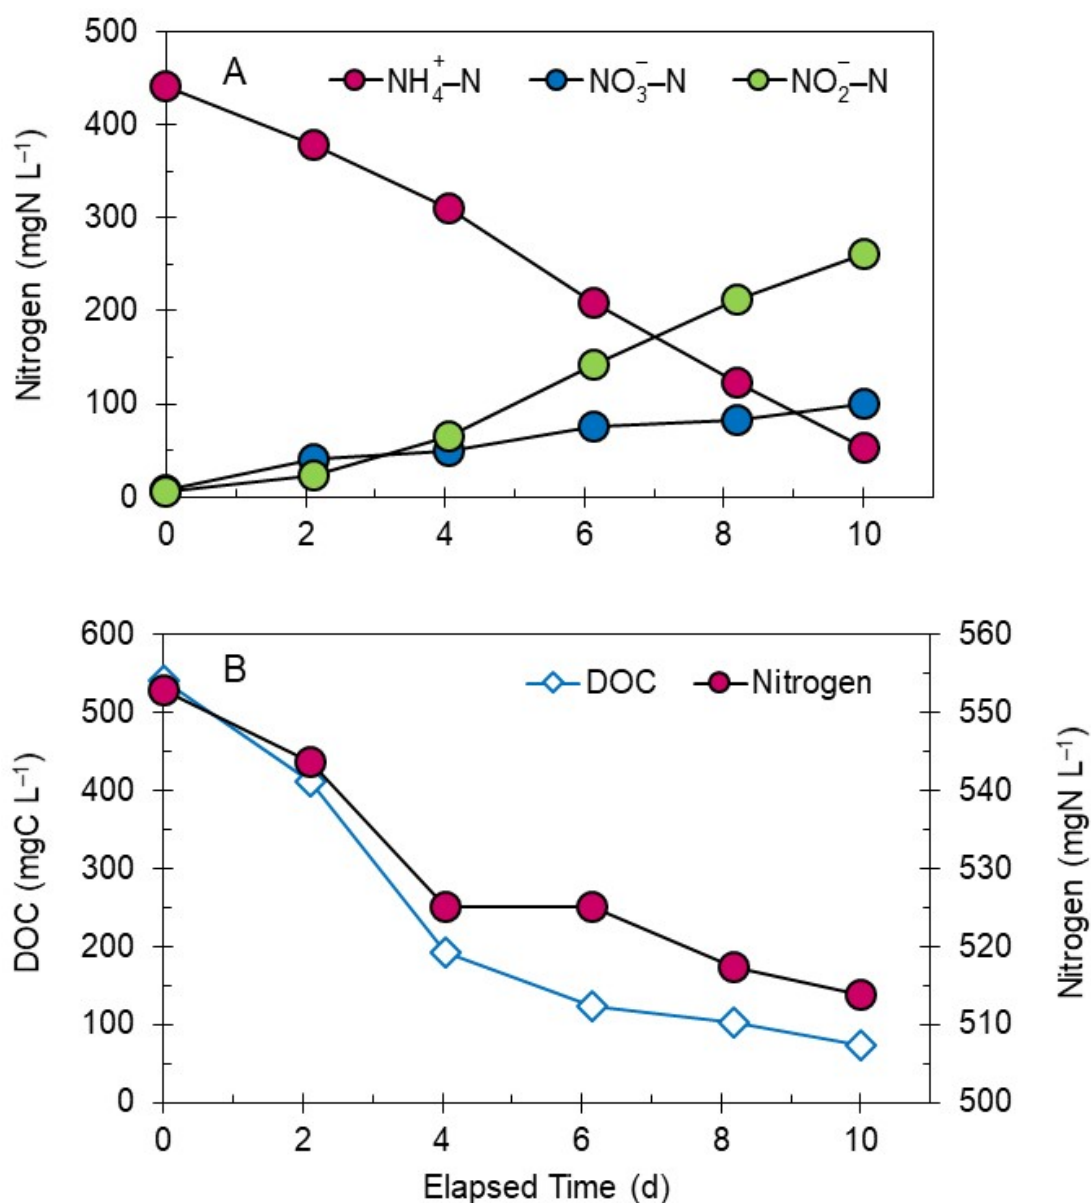 500
A
NH₄⁺–N
NO₃⁻–N
NO₂⁻–N
400
300
200
100
0
Nitrogen (mgN L⁻¹)
0 2 4 6 8 10
600
560
B
DOC
Nitrogen
500
550
400
540
300
530
200
520
100
510
0
500
DOC (mgC L⁻¹)
Nitrogen (mgN L⁻¹)
0 2 4 6 8 10
Elapsed Time (d)